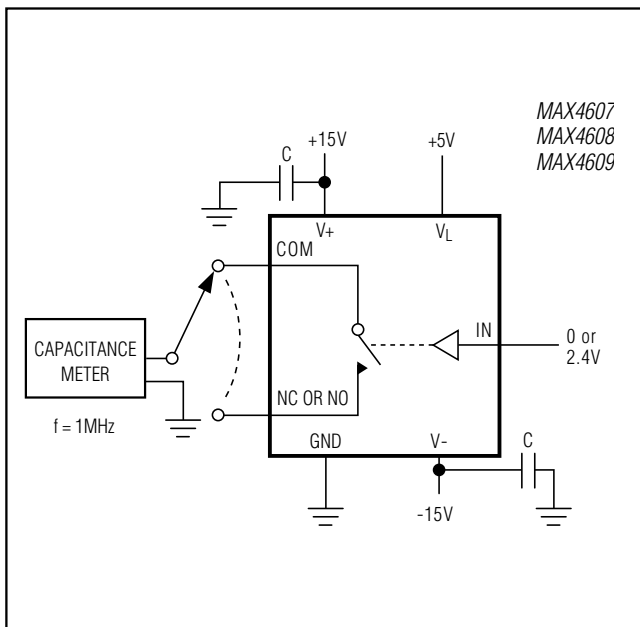 MAX4607
MAX4608
MAX4609
+15V
+5V
C
V+
VL
COM
IN
0 or
2.4V
CAPACITANCE
METER
f = 1MHz
NC OR NO
GND
V-
C
-15V